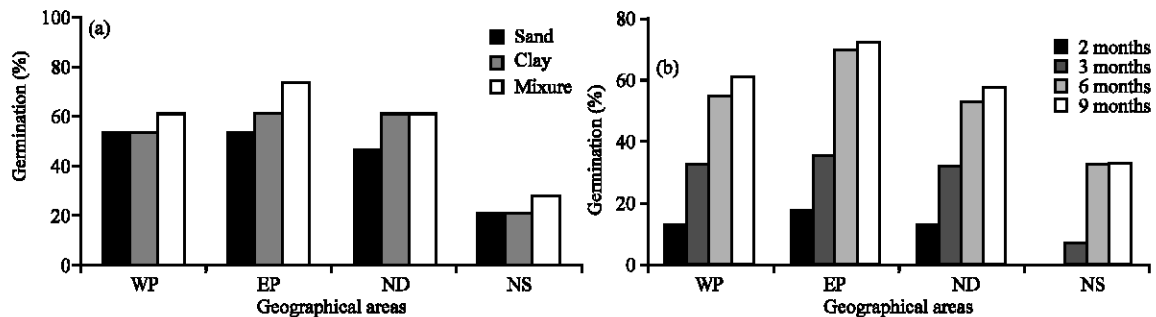 (a)
100
80
60
40
20
0
Germination (%)
Sand
Clay
Mixure
WP EP ND NS
Geographical areas
(b)
80
60
40
20
0
Germination (%)
2 months
3 months
6 months
9 months
WP EP ND NS
Geographical areas